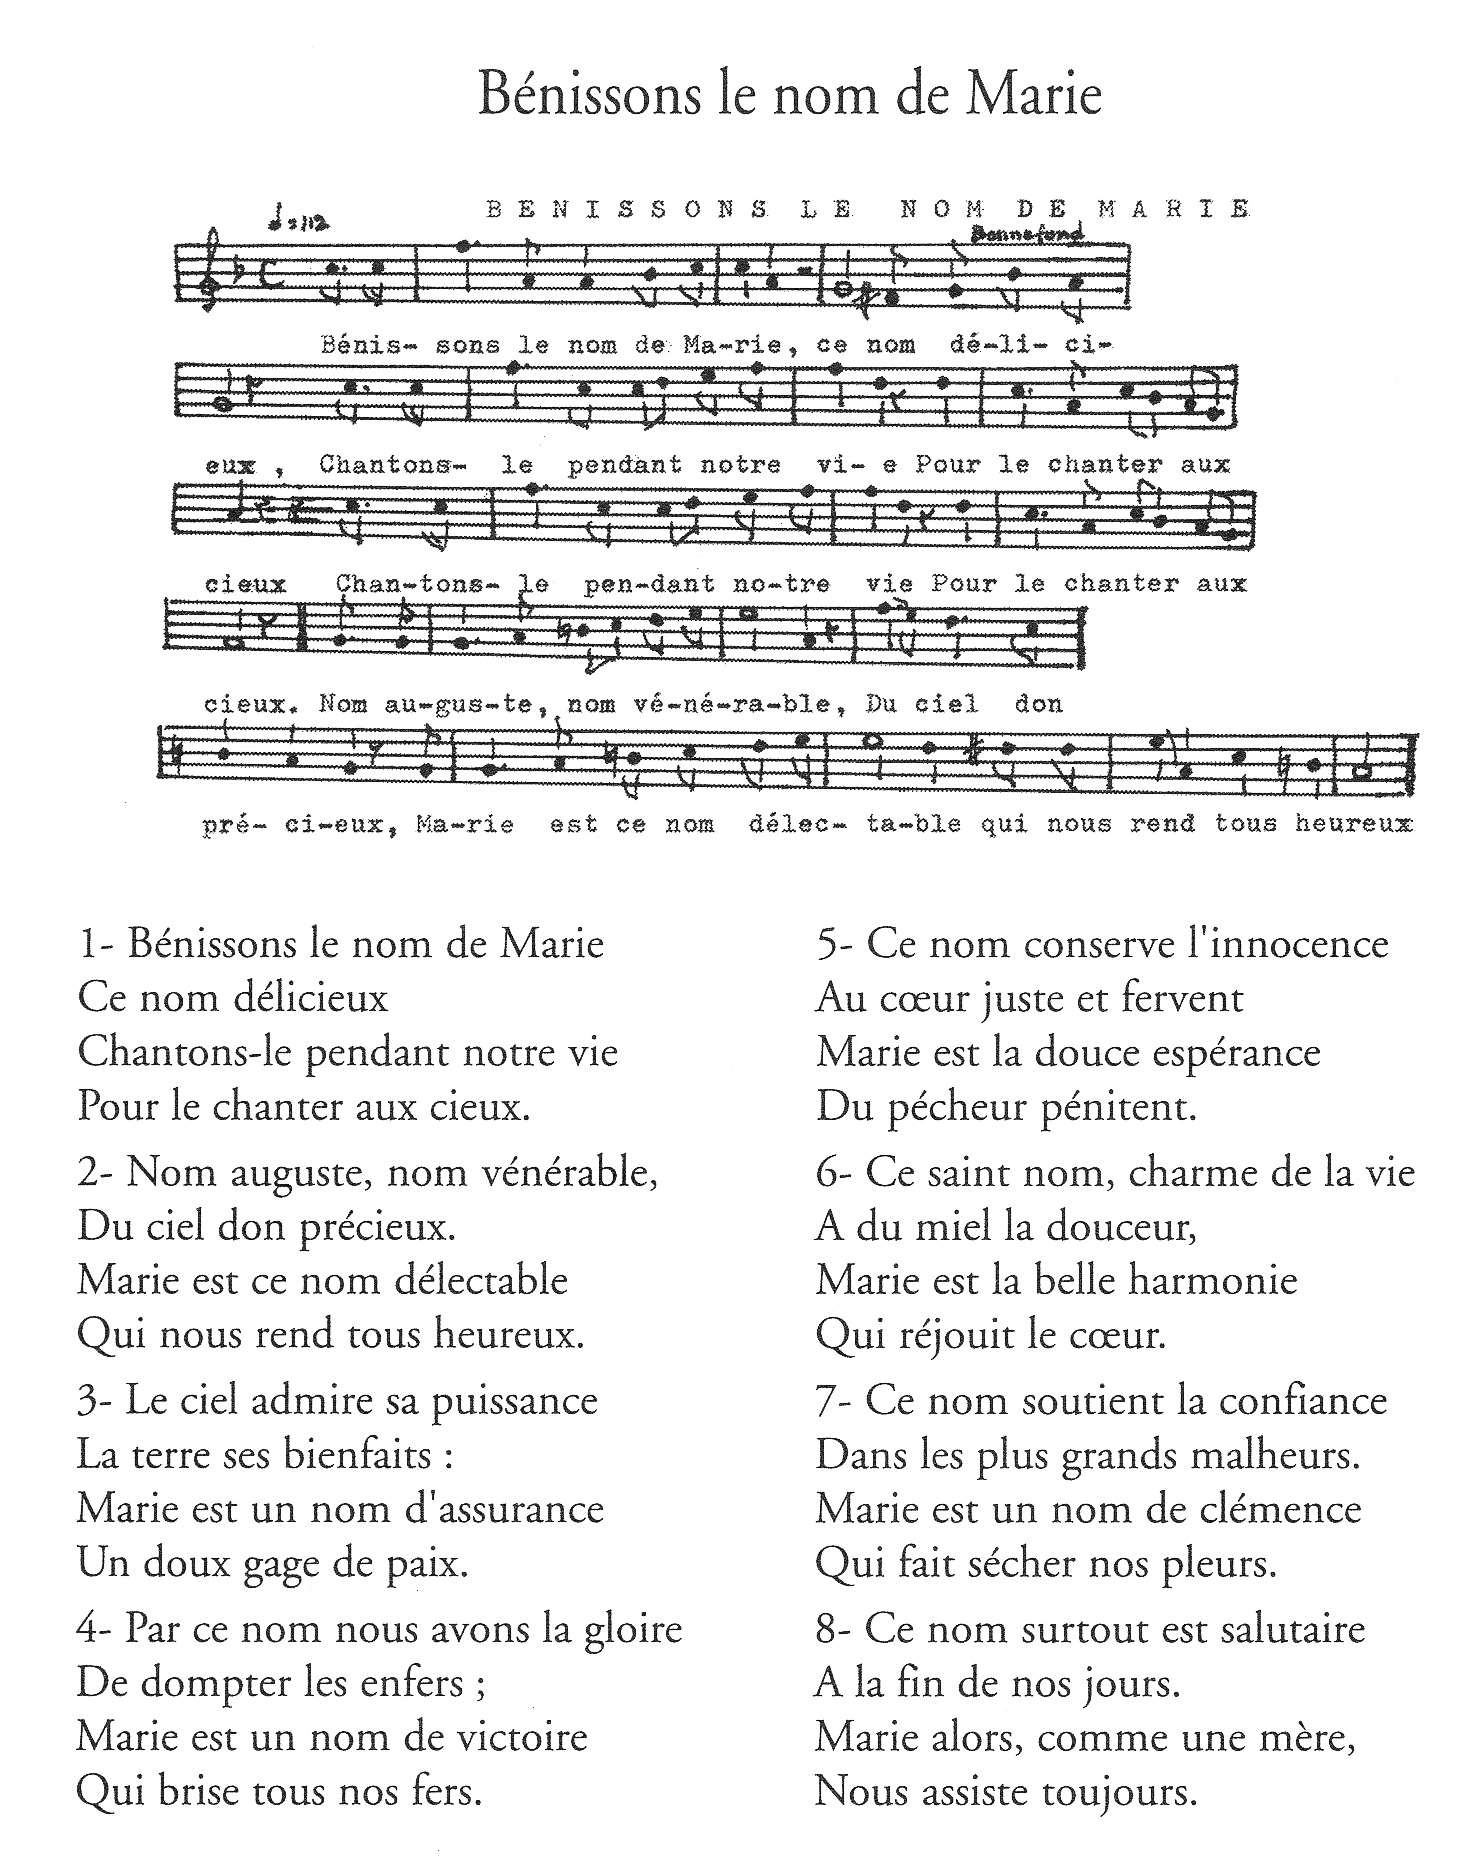 Bénissons le nom de Marie
BENISSONS LE NOM DE MARIE
♩=112
Bonnefond
Bénis- sons le nom de Ma-rie, ce nom dé-li- ci-
eux , Chantons- le pendant notre vi- e Pour le chanter aux
cieux Chan-tons- le pen-dant no-tre vie Pour le chanter aux
cieux. Nom au-gus-te, nom vé-né-ra-ble, Du ciel don
pré- ci-eux, Ma-rie est ce nom délec- ta-ble qui nous rend tous heureux
1- Bénissons le nom de Marie
Ce nom délicieux
Chantons-le pendant notre vie
Pour le chanter aux cieux.
2- Nom auguste, nom vénérable,
Du ciel don précieux.
Marie est ce nom délectable
Qui nous rend tous heureux.
3- Le ciel admire sa puissance
La terre ses bienfaits :
Marie est un nom d'assurance
Un doux gage de paix.
4- Par ce nom nous avons la gloire
De dompter les enfers ;
Marie est un nom de victoire
Qui brise tous nos fers.
5- Ce nom conserve l'innocence
Au cœur juste et fervent
Marie est la douce espérance
Du pécheur pénitent.
6- Ce saint nom, charme de la vie
A du miel la douceur,
Marie est la belle harmonie
Qui réjouit le cœur.
7- Ce nom soutient la confiance
Dans les plus grands malheurs.
Marie est un nom de clémence
Qui fait sécher nos pleurs.
8- Ce nom surtout est salutaire
A la fin de nos jours.
Marie alors, comme une mère,
Nous assiste toujours.